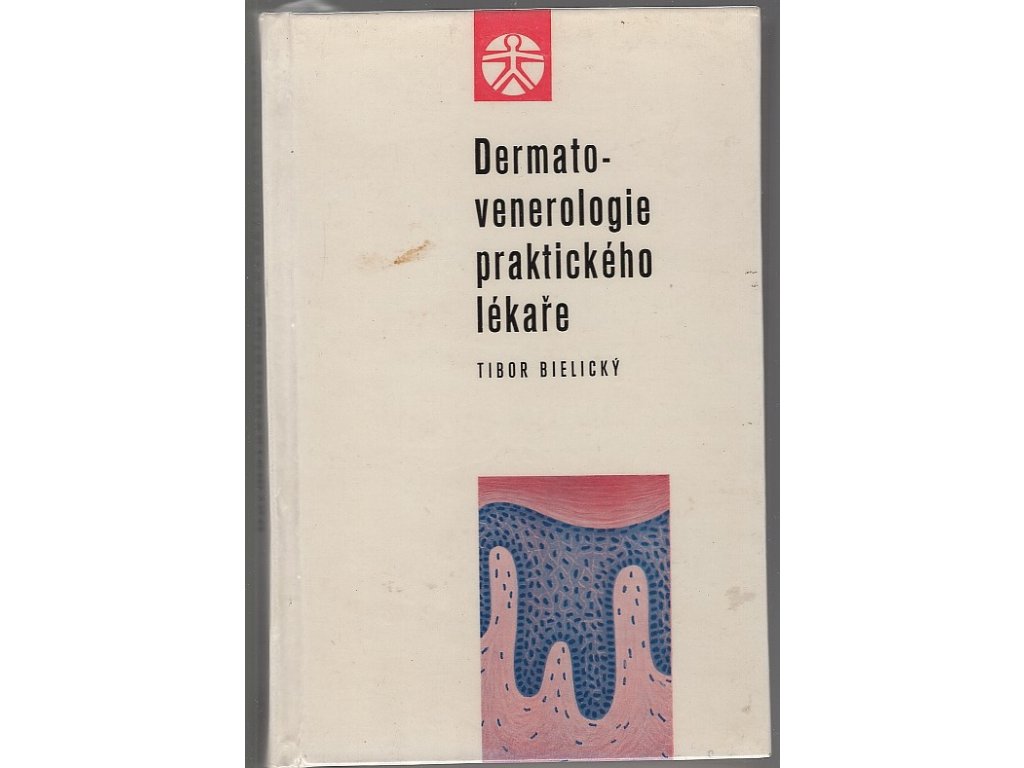 Dermato-
venerologie
praktického
lékaře
TIBOR BIELICKÝ